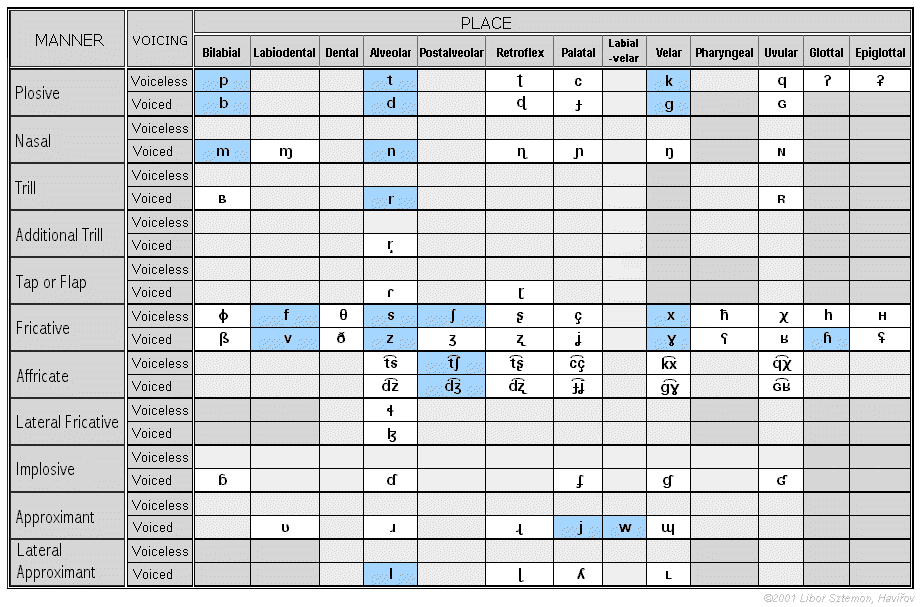 MANNER VOICING PLACE
Bilabial Labiodental Dental Alveolar Postalveolar Retroflex Palatal Labial-velar Velar Pharyngeal Uvular Glottal Epiglottal
Plosive
Voiceless p t ʈ c k q ʔ ʡ
Voiced b d ɖ ɟ g ɢ
Nasal
Voiceless
Voiced m ɱ n ɳ ɲ ŋ ɴ
Trill
Voiceless
Voiced ʙ r ʀ
Additional Trill
Voiceless
Voiced r̝
Tap or Flap
Voiceless
Voiced ɾ ɽ
Fricative
Voiceless ɸ f θ s ʃ ʂ ç x ħ χ h ʜ
Voiced β v ð z ʒ ʐ ʝ ɣ ʕ ʁ ɦ ʢ
Affricate
Voiceless t͡s t͡ʃ t͡ʂ c͡ç k͡x q͡χ
Voiced d͡z d͡ʒ d͡ʐ ɟ͡ʝ g͡ɣ ɢ͡ʁ
Lateral Fricative
Voiceless ɬ
Voiced ɮ
Implosive
Voiceless
Voiced ɓ ɗ ʄ ɠ ʛ
Approximant
Voiceless
Voiced ʋ ɹ ɻ j w ɰ
Lateral
Approximant
Voiceless
Voiced l ɭ ʎ ʟ
©2001 Libor Sztemon, Havířov